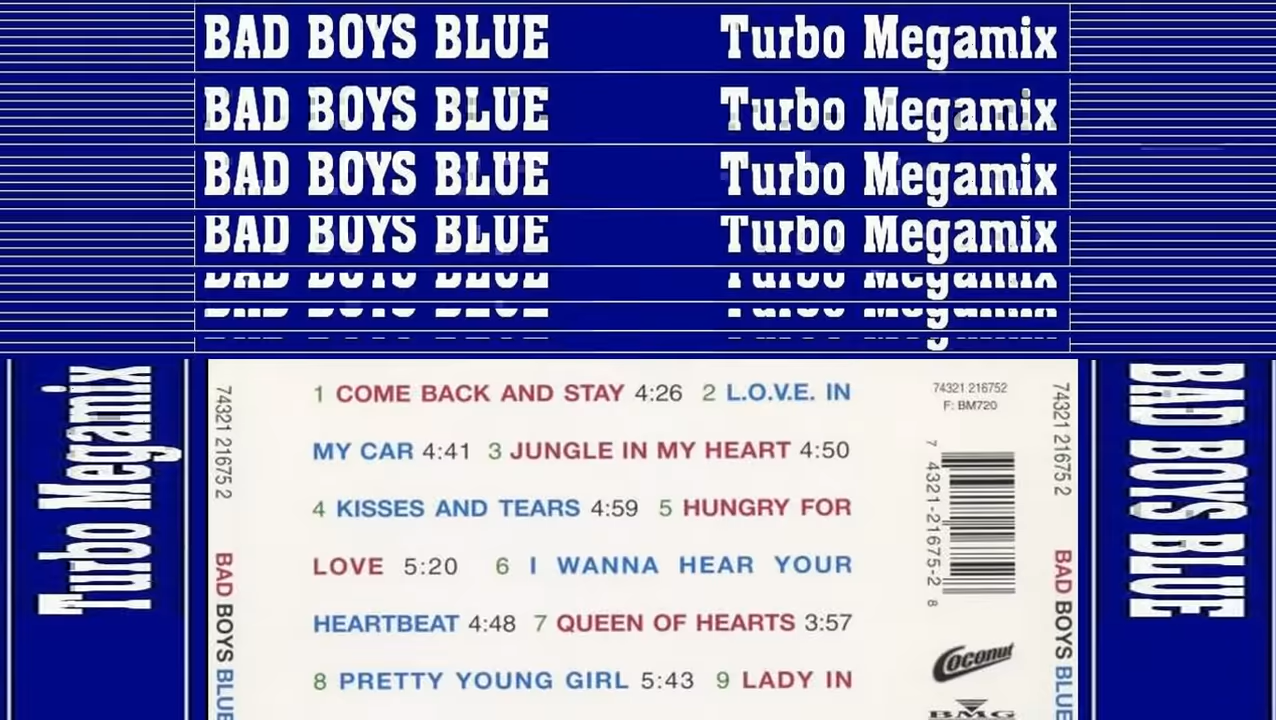 BAD BOYS BLUE Turbo Megamix
BAD BOYS BLUE Turbo Megamix
BAD BOYS BLUE Turbo Megamix
BAD BOYS BLUE Turbo Megamix
Turbo Megamix
74321 21675 2
BAD BOYS BLUE
1 COME BACK AND STAY 4:26 2 L.O.V.E. IN
MY CAR 4:41 3 JUNGLE IN MY HEART 4:50
4 KISSES AND TEARS 4:59 5 HUNGRY FOR
LOVE 5:20 6 I WANNA HEAR YOUR
HEARTBEAT 4:48 7 QUEEN OF HEARTS 3:57
8 PRETTY YOUNG GIRL 5:43 9 LADY IN
74321 216752
F: BM720
7 4321-21675-2 8
Coconut
BMG
74321 21675 2
BAD BOYS BLUE
BAD BOYS BLUE